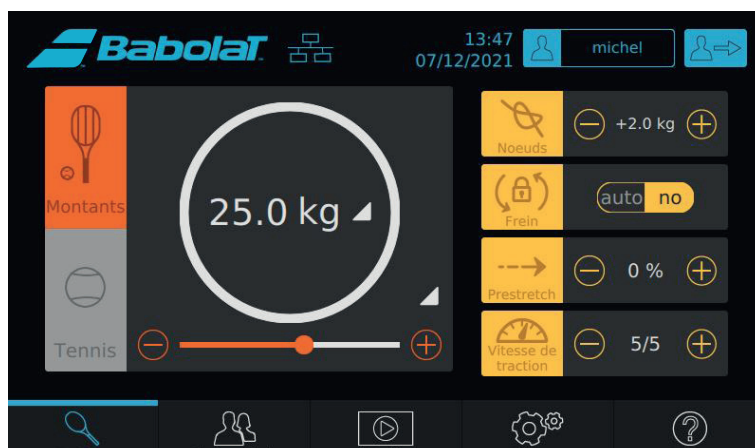 Babolat
13:47
07/12/2021
michel
Montants
25.0 kg
Tennis
Noeuds
+2.0 kg
Frein
auto no
Prestretch
0 %
Vitesse de
traction
5/5